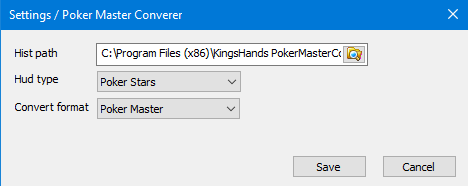 Settings / Poker Master Converer
Hist path C:\Program Files (x86)\KingsHands PokerMasterCo
Hud type Poker Stars
Convert format Poker Master
Save Cancel